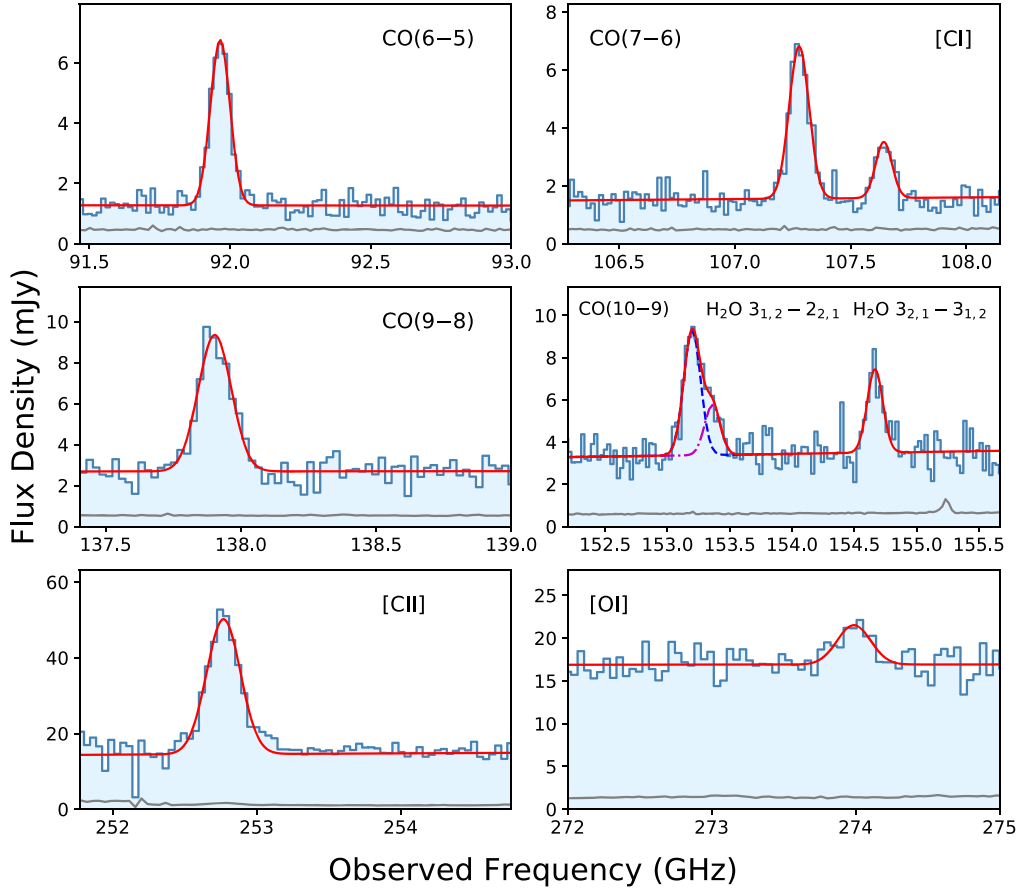 CO(6−5)
6
4
2
0
91.5 92.0 92.5 93.0
CO(7−6) [CI]
8
6
4
2
0
106.5 107.0 107.5 108.0
CO(9−8)
10
8
6
4
2
0
137.5 138.0 138.5 139.0
CO(10−9) H₂O 3₁,₂ − 2₂,₁ H₂O 3₂,₁ − 3₁,₂
10
8
6
4
2
0
152.5 153.0 153.5 154.0 154.5 155.0 155.5
[CII]
60
40
20
0
252 253 254
[OI]
25
20
15
10
5
0
272 273 274 275
Flux Density (mJy)
Observed Frequency (GHz)